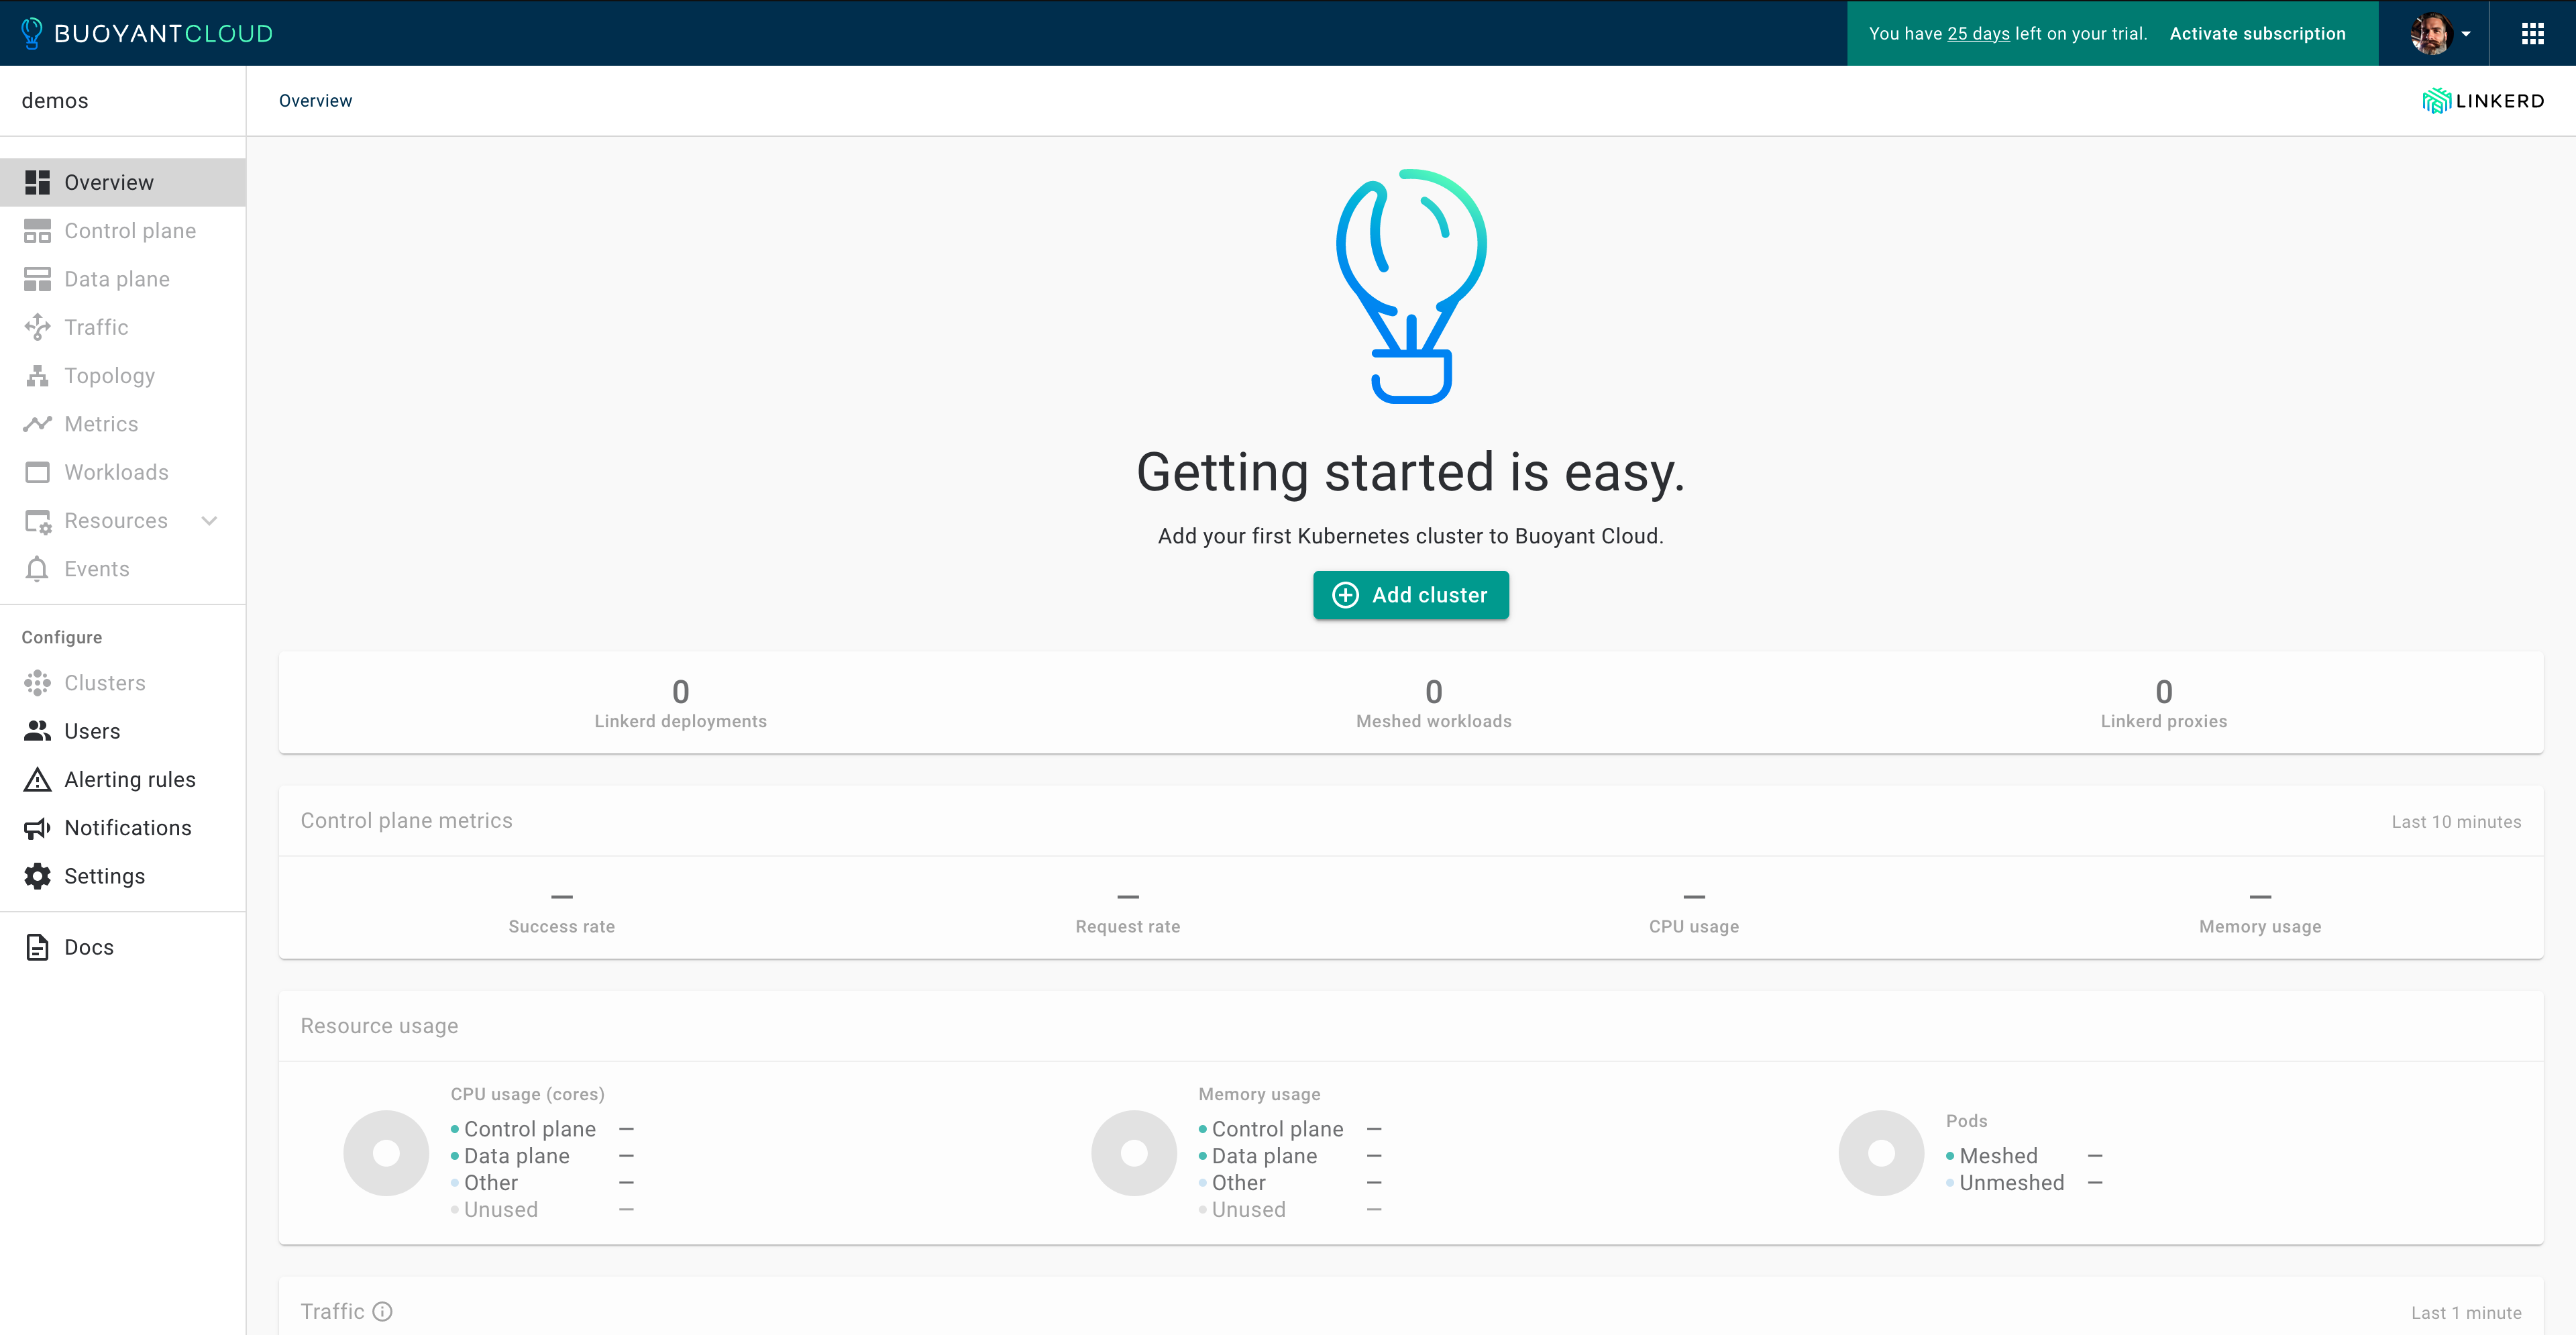 BUOYANTCLOUD
You have 25 days left on your trial. Activate subscription
demos
Overview
LINKERD
Overview
Control plane
Data plane
Traffic
Topology
Metrics
Workloads
Resources
Events
Configure
Clusters
Users
Alerting rules
Notifications
Settings
Docs
Getting started is easy.
Add your first Kubernetes cluster to Buoyant Cloud.
Add cluster
0
Linkerd deployments
0
Meshed workloads
0
Linkerd proxies
Control plane metrics
Last 10 minutes
–
Success rate
–
Request rate
–
CPU usage
–
Memory usage
Resource usage
CPU usage (cores)
Control plane –
Data plane –
Other –
Unused –
Memory usage
Control plane –
Data plane –
Other –
Unused –
Pods
Meshed –
Unmeshed –
Traffic
Last 1 minute